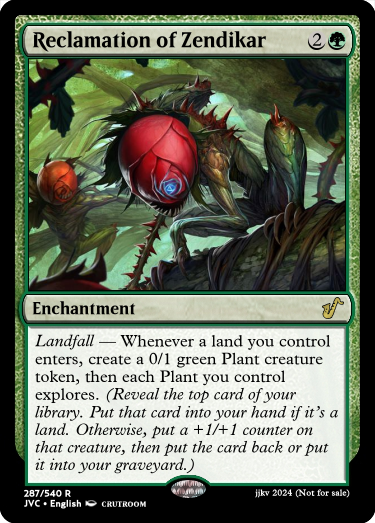 Reclamation of Zendikar 2
Enchantment
Landfall — Whenever a land you control
enters, create a 0/1 green Plant creature
token, then each Plant you control
explores. (Reveal the top card of your
library. Put that card into your hand if it's a
land. Otherwise, put a +1/+1 counter on
that creature, then put the card back or put
it into your graveyard.)
287/540 R
JVC • English CRUTROOM
jjkv 2024 (Not for sale)